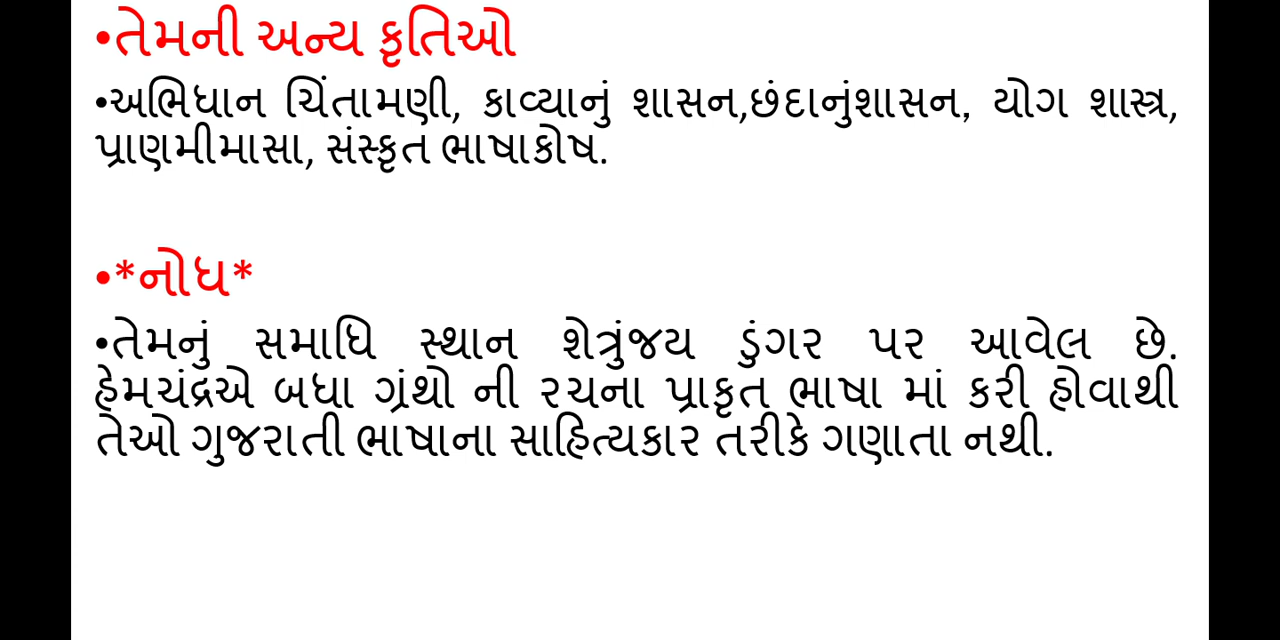 •તેમની અન્ય કૃતિઓ
•અભિધાન ચિંતામણી, કાવ્યાનું શાસન,છંદાનુંશાસન, યોગ શાસ્ત્ર,
પ્રાણમીમાસા, સંસ્કૃત ભાષાકોષ.
•*નોધ*
•તેમનું સમાધિ સ્થાન શેત્રુંજય ડુંગર પર આવેલ છે.
હેમચંદ્રએ બધા ગ્રંથો ની રચના પ્રાકૃત ભાષા માં કરી હોવાથી
તેઓ ગુજરાતી ભાષાના સાહિત્યકાર તરીકે ગણાતા નથી.